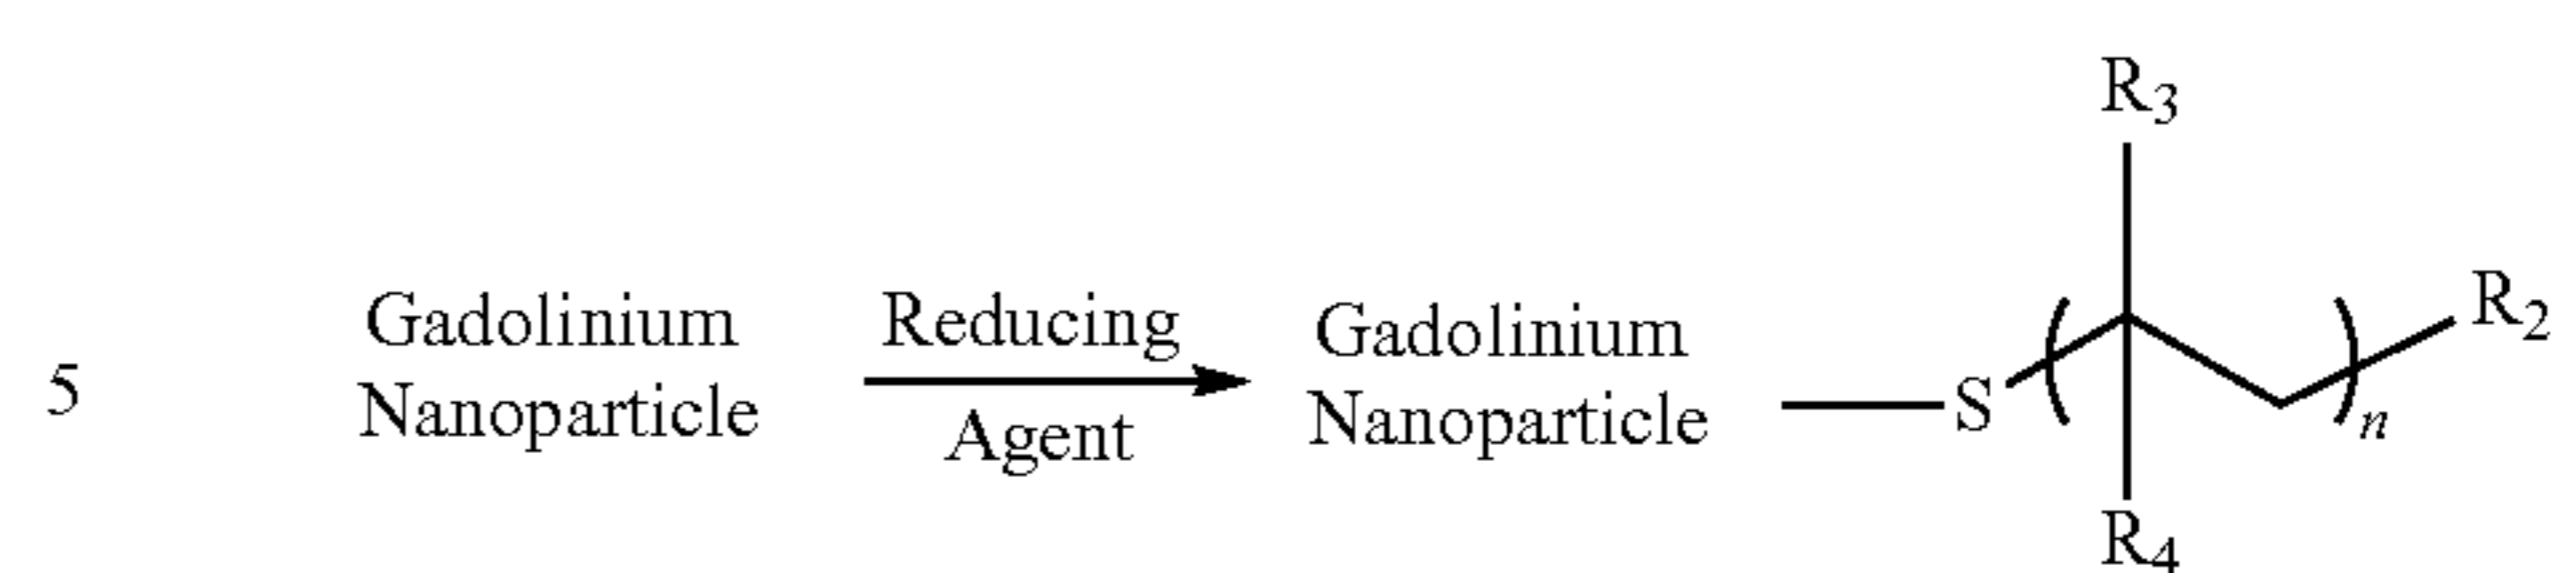 R3
Gadolinium Reducing Gadolinium R2
5 Nanoparticle Agent Nanoparticle S ( ) n
R4